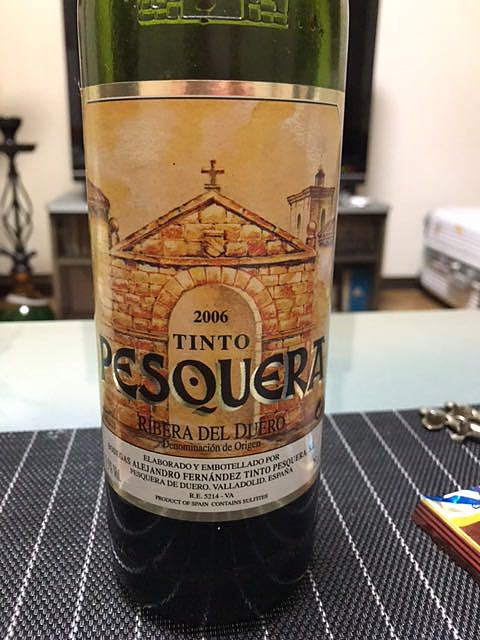 2006
TINTO
PESQUERA
RIBERA DEL DUERO
Denominación de Origen
ELABORADO Y EMBOTELLADO POR
ALEJANDRO FERNÁNDEZ TINTO PESQUERA
PESQUERA DE DUERO. VALLADOLID. ESPAÑA
R.E. 5214 - VA
PRODUCT OF SPAIN CONTAINS SULFITES